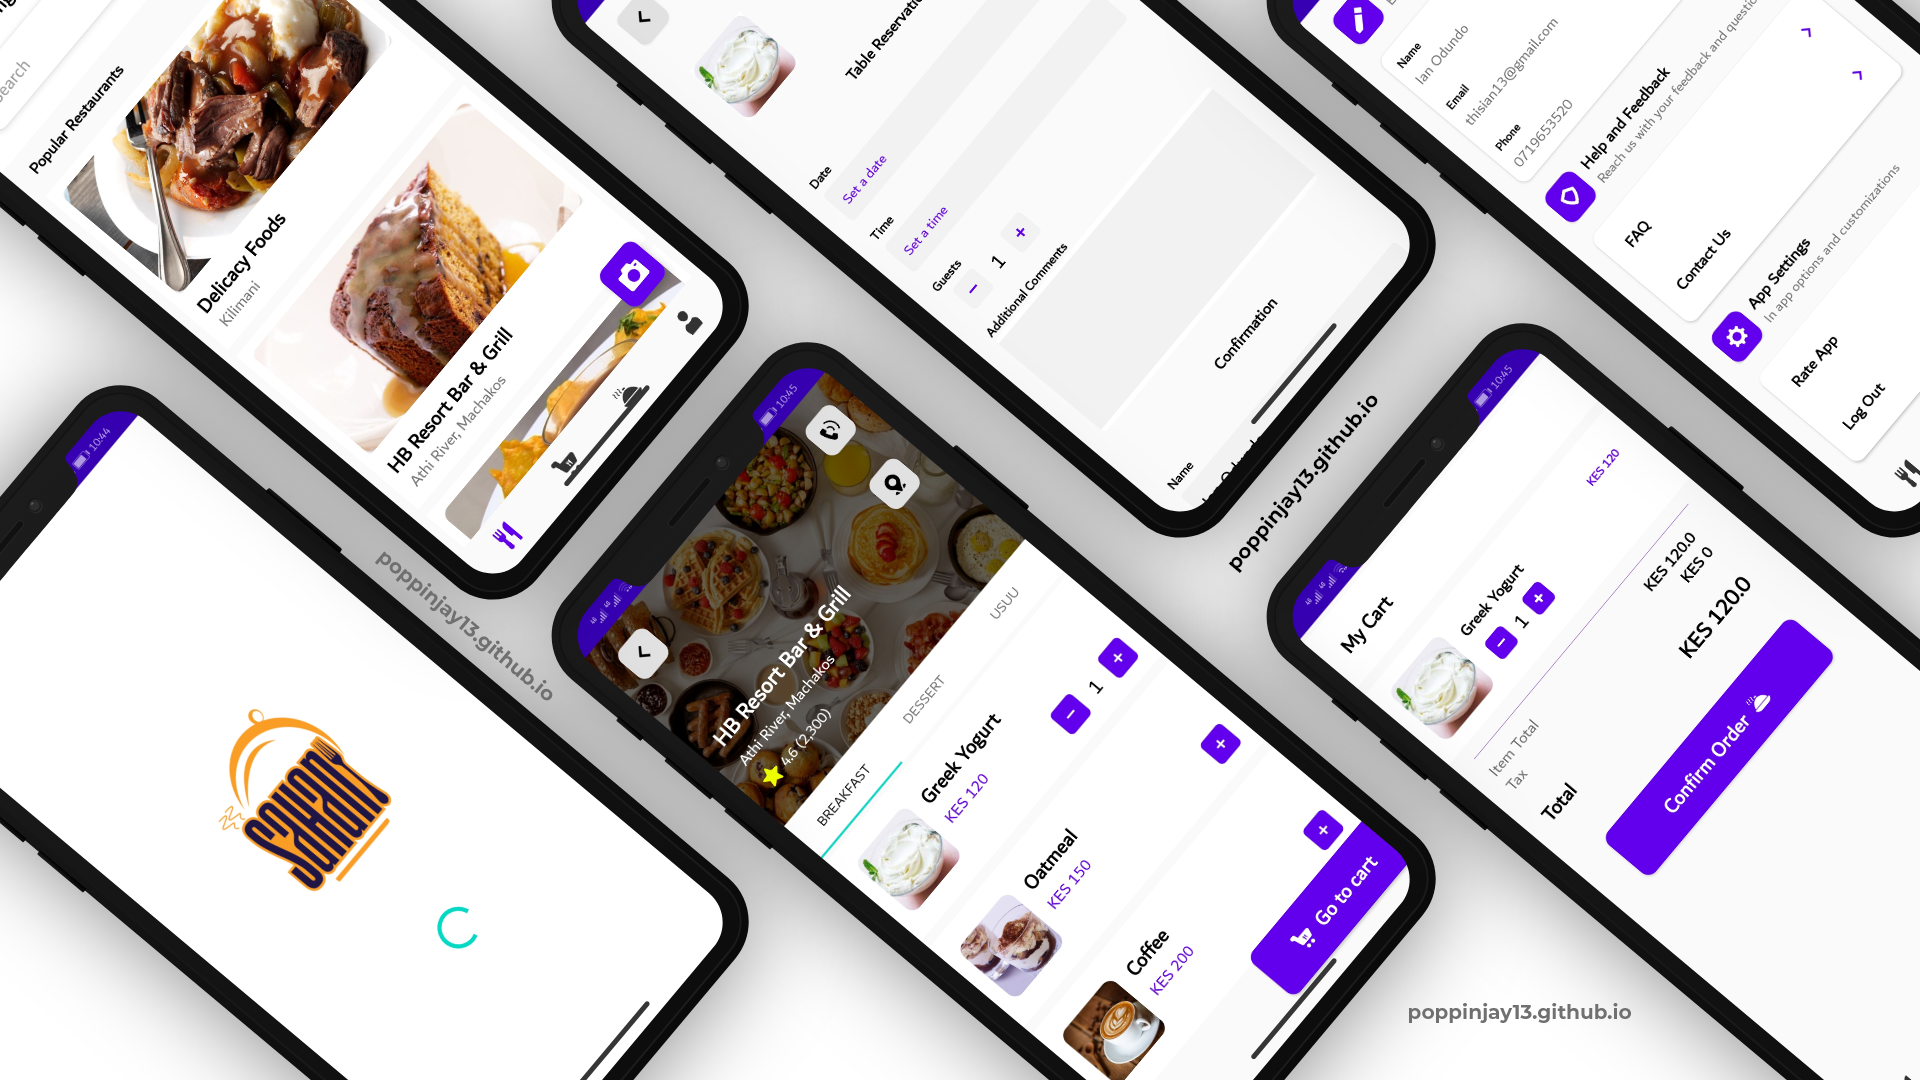 earch
Popular Restaurants
Delicacy Foods
Kilimani
HB Resort Bar & Grill
Athi River, Machakos
Table Reservatio
Date
Set a date
Time
Set a time
Guests
1
Additional Comments
Confirmation
Name
Name
Ian Odundo
Email
thisian13@gmail.com
Phone
0719653520
Help and Feedback
Reach us with your feedback and questio
FAQ
Contact Us
App Settings
In app options and customizations
Rate App
Log Out
10:44
Sahani
poppinjay13.github.io
10:45
HB Resort Bar & Grill
Athi River, Machakos
4.6 (2,300)
BREAKFAST
DESSERT
USUU
Greek Yogurt
KES 120
1
Oatmeal
KES 150
Coffee
KES 200
Go to cart
poppinjay13.github.io
10:45
My Cart
Greek Yogurt
1
KES 120
Item Total
KES 120.0
Tax
KES 0
Total
KES 120.0
Confirm Order
poppinjay13.github.io